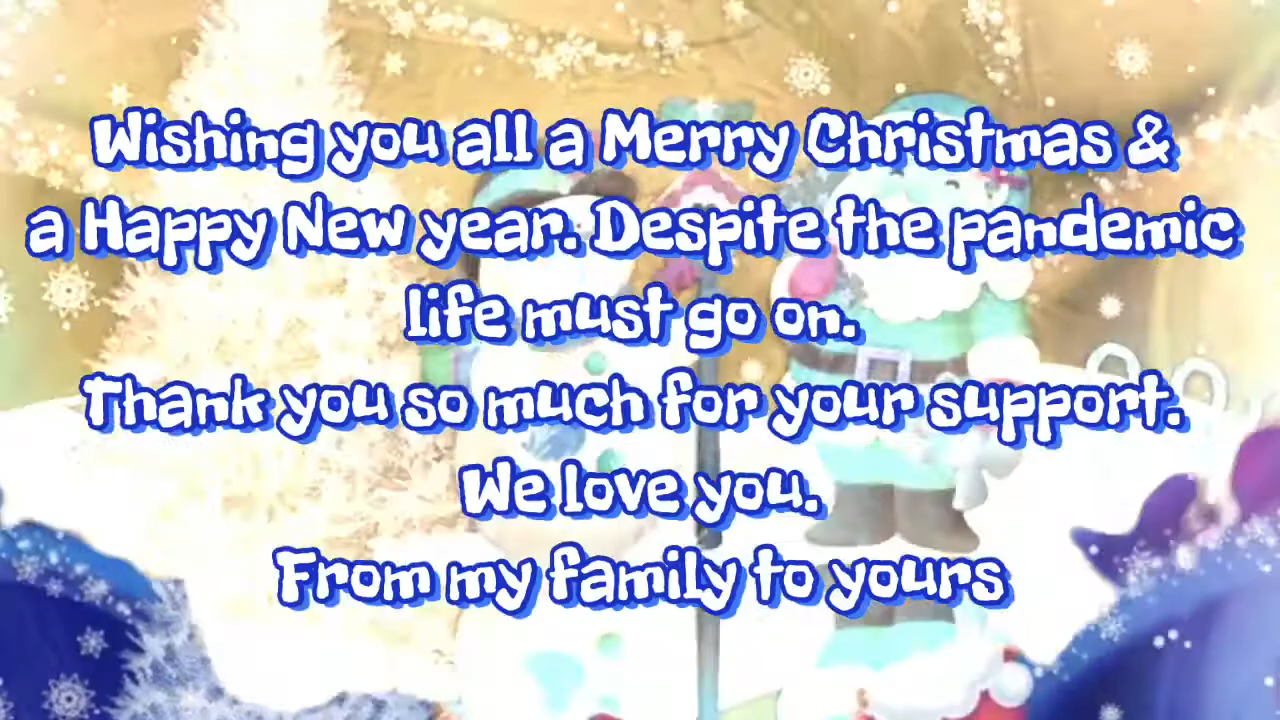 Wishing you all a Merry Christmas &
a Happy New year. Despite the pandemic
life must go on.
Thank you so much for your support.
We love you.
From my family to yours